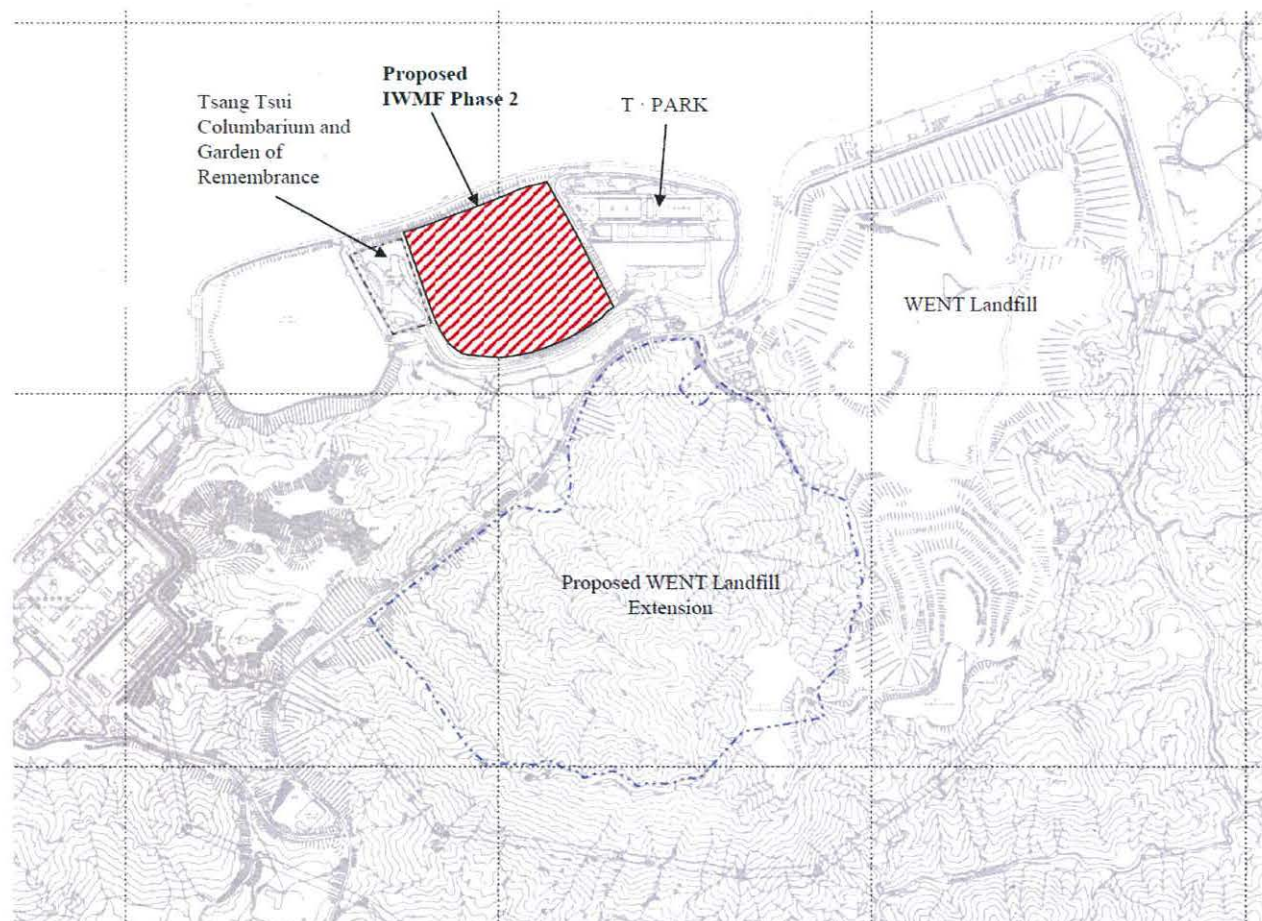 Proposed
IWMF Phase 2
Tsang Tsui
Columbarium and
Garden of
Remembrance
T · PARK
WENT Landfill
Proposed WENT Landfill
Extension